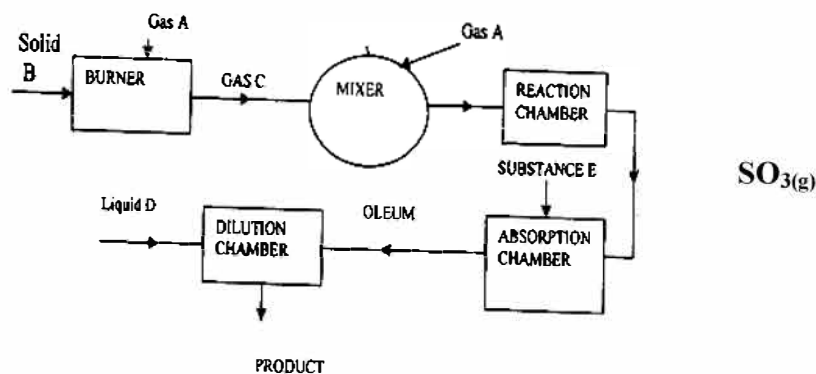 Gas A
Gas A
Solid
B
BURNER
GAS C
MIXER
REACTION
CHAMBER
SUBSTANCE E
SO3(g)
Liquid D
DILUTION
CHAMBER
OLEUM
ABSORPTION
CHAMBER
PRODUCT